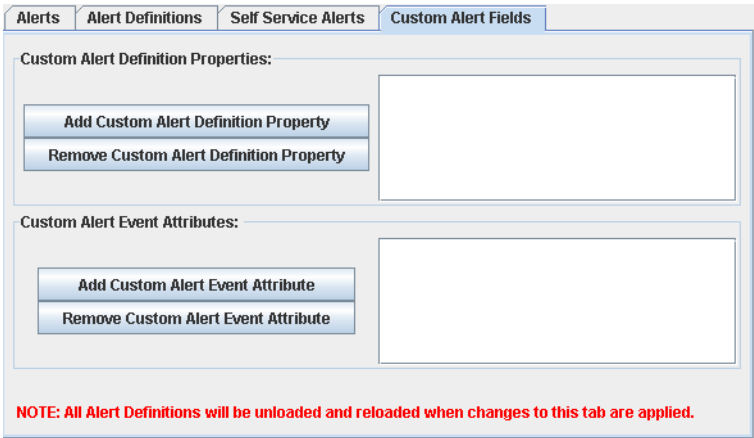 Alerts Alert Definitions Self Service Alerts Custom Alert Fields
Custom Alert Definition Properties:
Add Custom Alert Definition Property
Remove Custom Alert Definition Property
Custom Alert Event Attributes:
Add Custom Alert Event Attribute
Remove Custom Alert Event Attribute
NOTE: All Alert Definitions will be unloaded and reloaded when changes to this tab are applied.